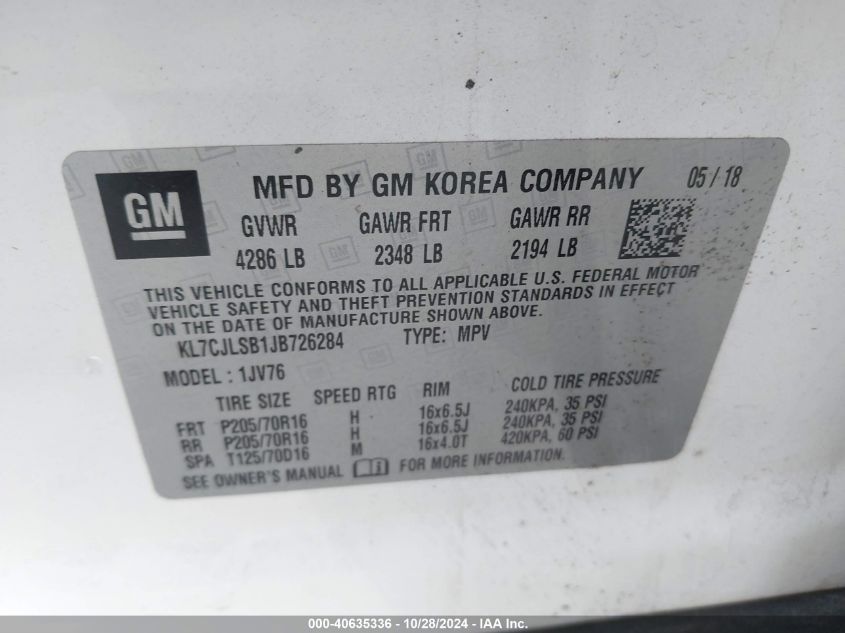 GM MFD BY GM KOREA COMPANY 05/18
GVWR GAWR FRT GAWR RR
4286 LB 2348 LB 2194 LB
THIS VEHICLE CONFORMS TO ALL APPLICABLE U.S. FEDERAL MOTOR
VEHICLE SAFETY AND THEFT PREVENTION STANDARDS IN EFFECT
ON THE DATE OF MANUFACTURE SHOWN ABOVE.
KL7CJLSB1JB726284 TYPE: MPV
MODEL : 1JV76
TIRE SIZE SPEED RTG RIM COLD TIRE PRESSURE
FRT P205/70R16 H 16x6.5J 240KPA, 35 PSI
RR P205/70R16 H 16x6.5J 240KPA, 35 PSI
SPA T125/70D16 M 16x4.0T 420KPA, 60 PSI
SEE OWNER'S MANUAL FOR MORE INFORMATION.
000-40635336 - 10/28/2024 - IAA, Inc.